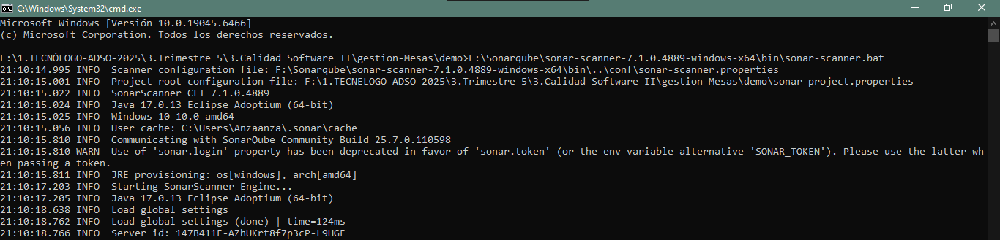 C:\Windows\System32\cmd.exe
Microsoft Windows [Versión 10.0.19045.6466]
(c) Microsoft Corporation. Todos los derechos reservados.
F:\1.TECNÓLOGO-ADSO-2025\3.Trimestre 5\3.Calidad Software II\gestion-Mesas\demo>F:\Sonarqube\sonar-scanner-7.1.0.4889-windows-x64\bin\sonar-scanner.bat
21:10:14.995 INFO  Scanner configuration file: F:\Sonarqube\sonar-scanner-7.1.0.4889-windows-x64\bin\..\conf\sonar-scanner.properties
21:10:15.001 INFO  Project root configuration file: F:\1.TECNËLOGO-ADSO-2025\3.Trimestre 5\3.Calidad Software II\gestion-Mesas\demo\sonar-project.properties
21:10:15.022 INFO  SonarScanner CLI 7.1.0.4889
21:10:15.024 INFO  Java 17.0.13 Eclipse Adoptium (64-bit)
21:10:15.025 INFO  Windows 10 10.0 amd64
21:10:15.056 INFO  User cache: C:\Users\Anzaanza\.sonar\cache
21:10:15.810 INFO  Communicating with SonarQube Community Build 25.7.0.110598
21:10:15.810 WARN  Use of 'sonar.login' property has been deprecated in favor of 'sonar.token' (or the env variable alternative 'SONAR_TOKEN'). Please use the latter wh
en passing a token.
21:10:15.811 INFO  JRE provisioning: os[windows], arch[amd64]
21:10:17.203 INFO  Starting SonarScanner Engine...
21:10:17.205 INFO  Java 17.0.13 Eclipse Adoptium (64-bit)
21:10:18.638 INFO  Load global settings
21:10:18.762 INFO  Load global settings (done) | time=124ms
21:10:18.766 INFO  Server id: 147B411E-AZhUKrt8f7p3cP-L9HGF